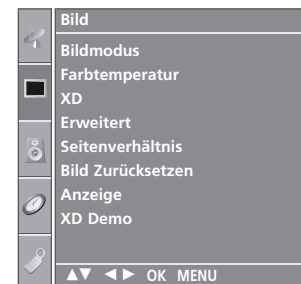 Bild
Bildmodus
Farbtemperatur
XD
Erweitert
Seitenverhältnis
Bild Zurücksetzen
Anzeige
XD Demo
▲▼ ◄► OK MENU